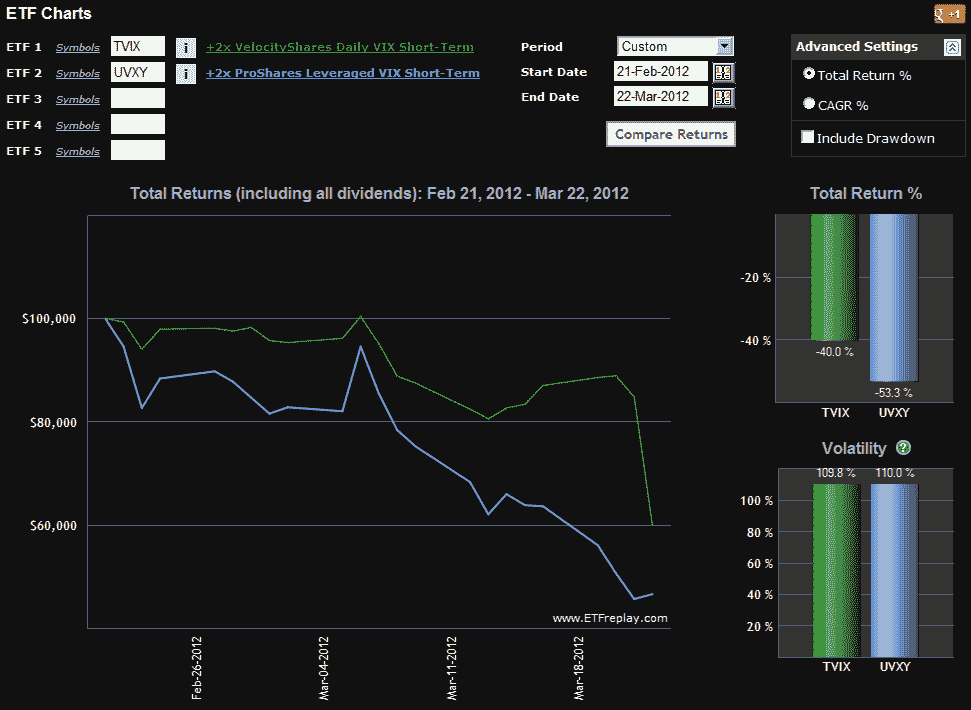 ETF Charts
+1
ETF 1 Symbols TVIX i +2x VelocityShares Daily VIX Short-Term
ETF 2 Symbols UVXY i +2x ProShares Leveraged VIX Short-Term
ETF 3 Symbols
ETF 4 Symbols
ETF 5 Symbols
Period Custom
Start Date 21-Feb-2012
End Date 22-Mar-2012
Compare Returns
Advanced Settings
Total Return %
CAGR %
Include Drawdown
Total Returns (including all dividends): Feb 21, 2012 - Mar 22, 2012
$100,000
$80,000
$60,000
www.ETFreplay.com
Feb-26-2012
Mar-04-2012
Mar-11-2012
Mar-18-2012
Total Return %
-20 %
-40 %
-40.0 %
-53.3 %
TVIX UVXY
Volatility ?
109.8 % 110.0 %
100 %
80 %
60 %
40 %
20 %
TVIX UVXY